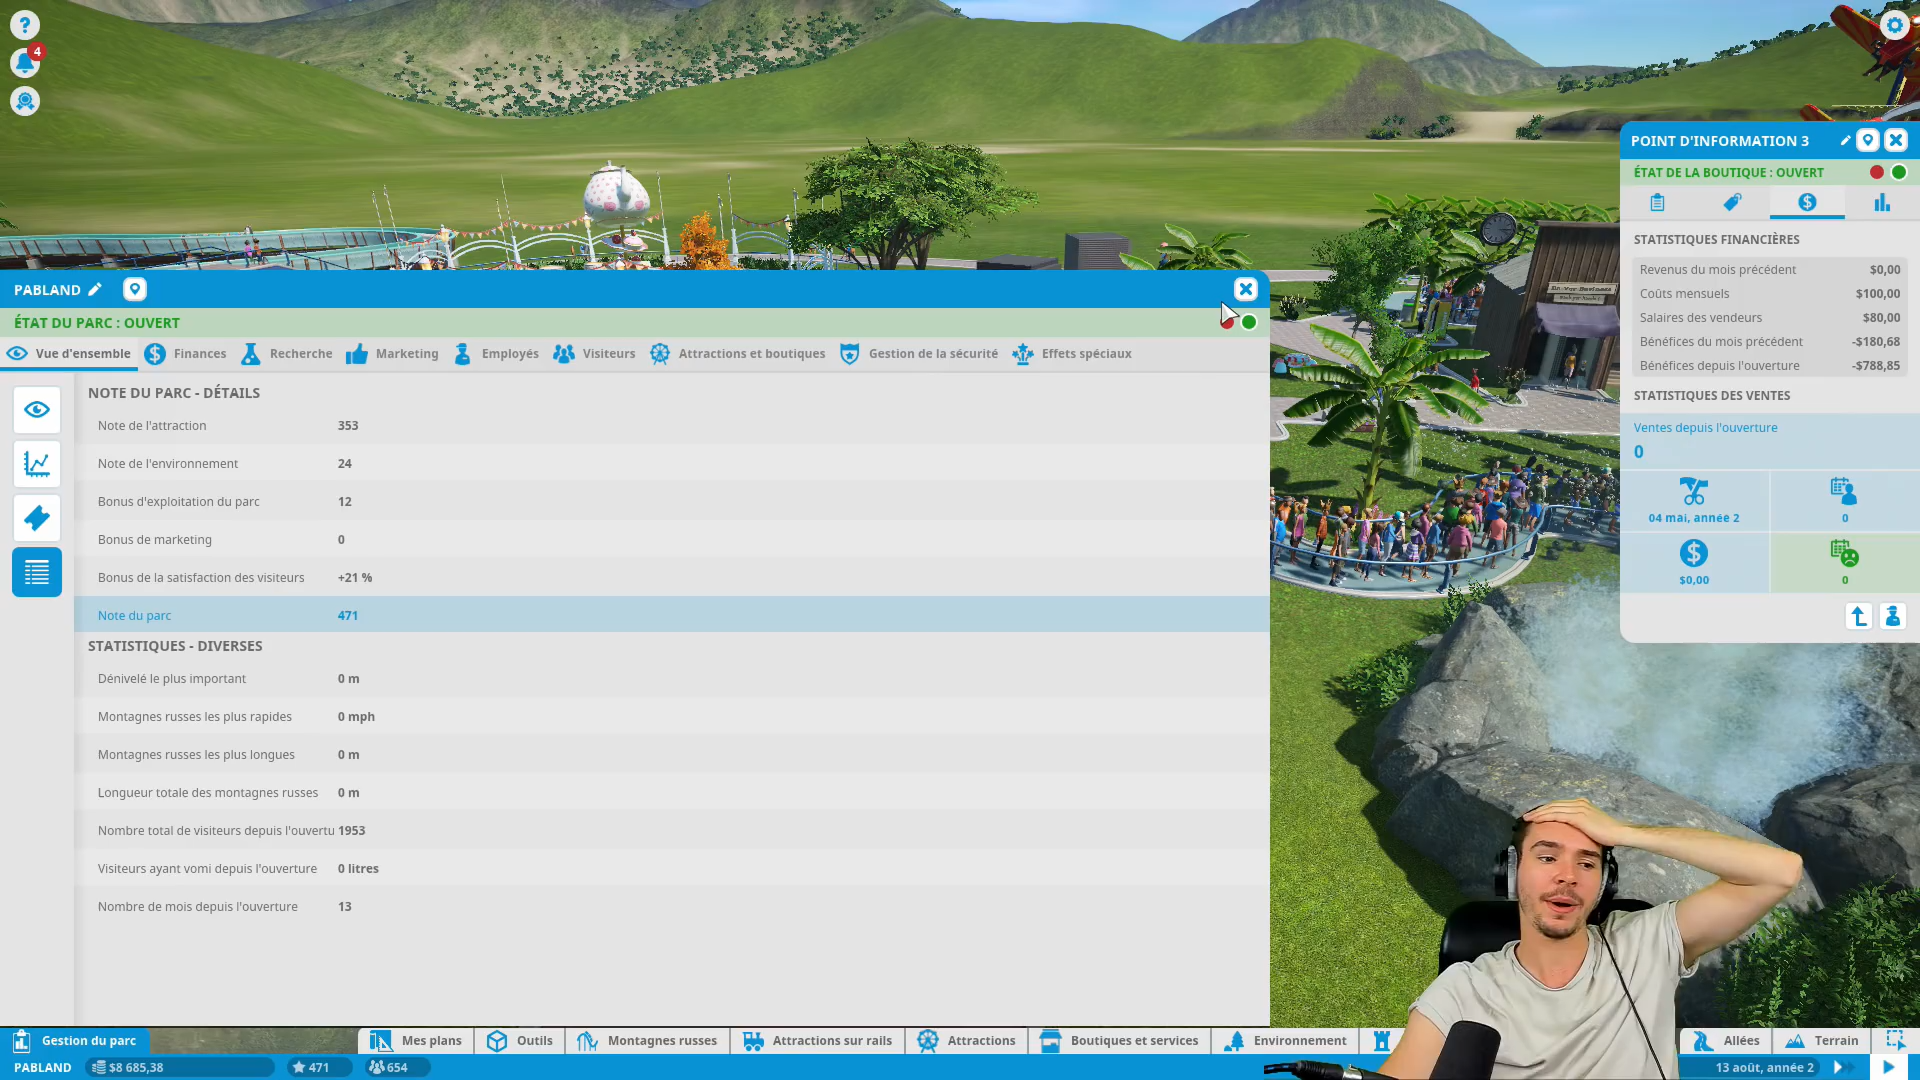 ?
4
PABLAND
ÉTAT DU PARC : OUVERT
Vue d'ensemble
Finances
Recherche
Marketing
Employés
Visiteurs
Attractions et boutiques
Gestion de la sécurité
Effets spéciaux
NOTE DU PARC - DÉTAILS
Note de l'attraction 353
Note de l'environnement 24
Bonus d'exploitation du parc 12
Bonus de marketing 0
Bonus de la satisfaction des visiteurs +21 %
Note du parc 471
STATISTIQUES - DIVERSES
Dénivelé le plus important 0 m
Montagnes russes les plus rapides 0 mph
Montagnes russes les plus longues 0 m
Longueur totale des montagnes russes 0 m
Nombre total de visiteurs depuis l'ouvertu 1953
Visiteurs ayant vomi depuis l'ouverture 0 litres
Nombre de mois depuis l'ouverture 13
POINT D'INFORMATION 3
ÉTAT DE LA BOUTIQUE : OUVERT
STATISTIQUES FINANCIÈRES
Revenus du mois précédent $0,00
Coûts mensuels $100,00
Salaires des vendeurs $80,00
Bénéfices du mois précédent -$180,68
Bénéfices depuis l'ouverture -$788,85
STATISTIQUES DES VENTES
Ventes depuis l'ouverture
0
04 mai, année 2
0
$0,00
0
Gestion du parc
Mes plans
Outils
Montagnes russes
Attractions sur rails
Attractions
Boutiques et services
Environnement
Allées
Terrain
PABLAND
$8 685,38
471
654
13 août, année 2